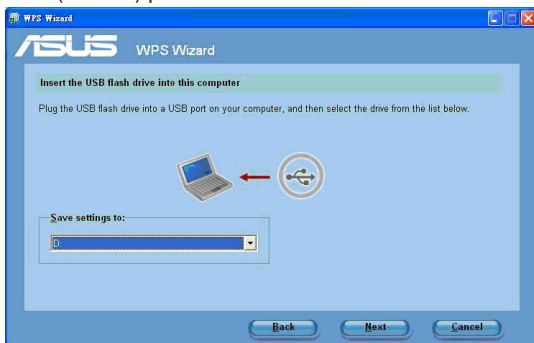 WPS Wizard
ASUS WPS Wizard
Insert the USB flash drive into this computer
Plug the USB flash drive into a USB port on your computer, and then select the drive from the list below.
Save settings to:
D:
Back Next Cancel